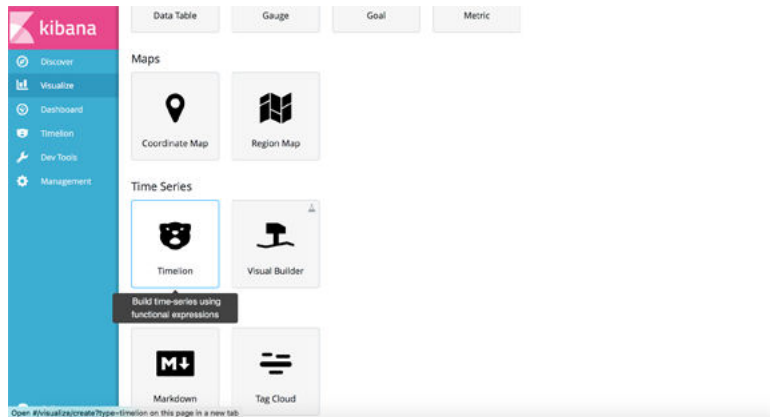 kibana
Discover
Visualize
Dashboard
Timelion
Dev Tools
Management
Data Table Gauge Goal Metric
Maps
Coordinate Map Region Map
Time Series
Timelion Visual Builder
Build time-series using
functional expressions
M
Markdown Tag Cloud
Open #/visualize/create?type=timelion on this page in a new tab